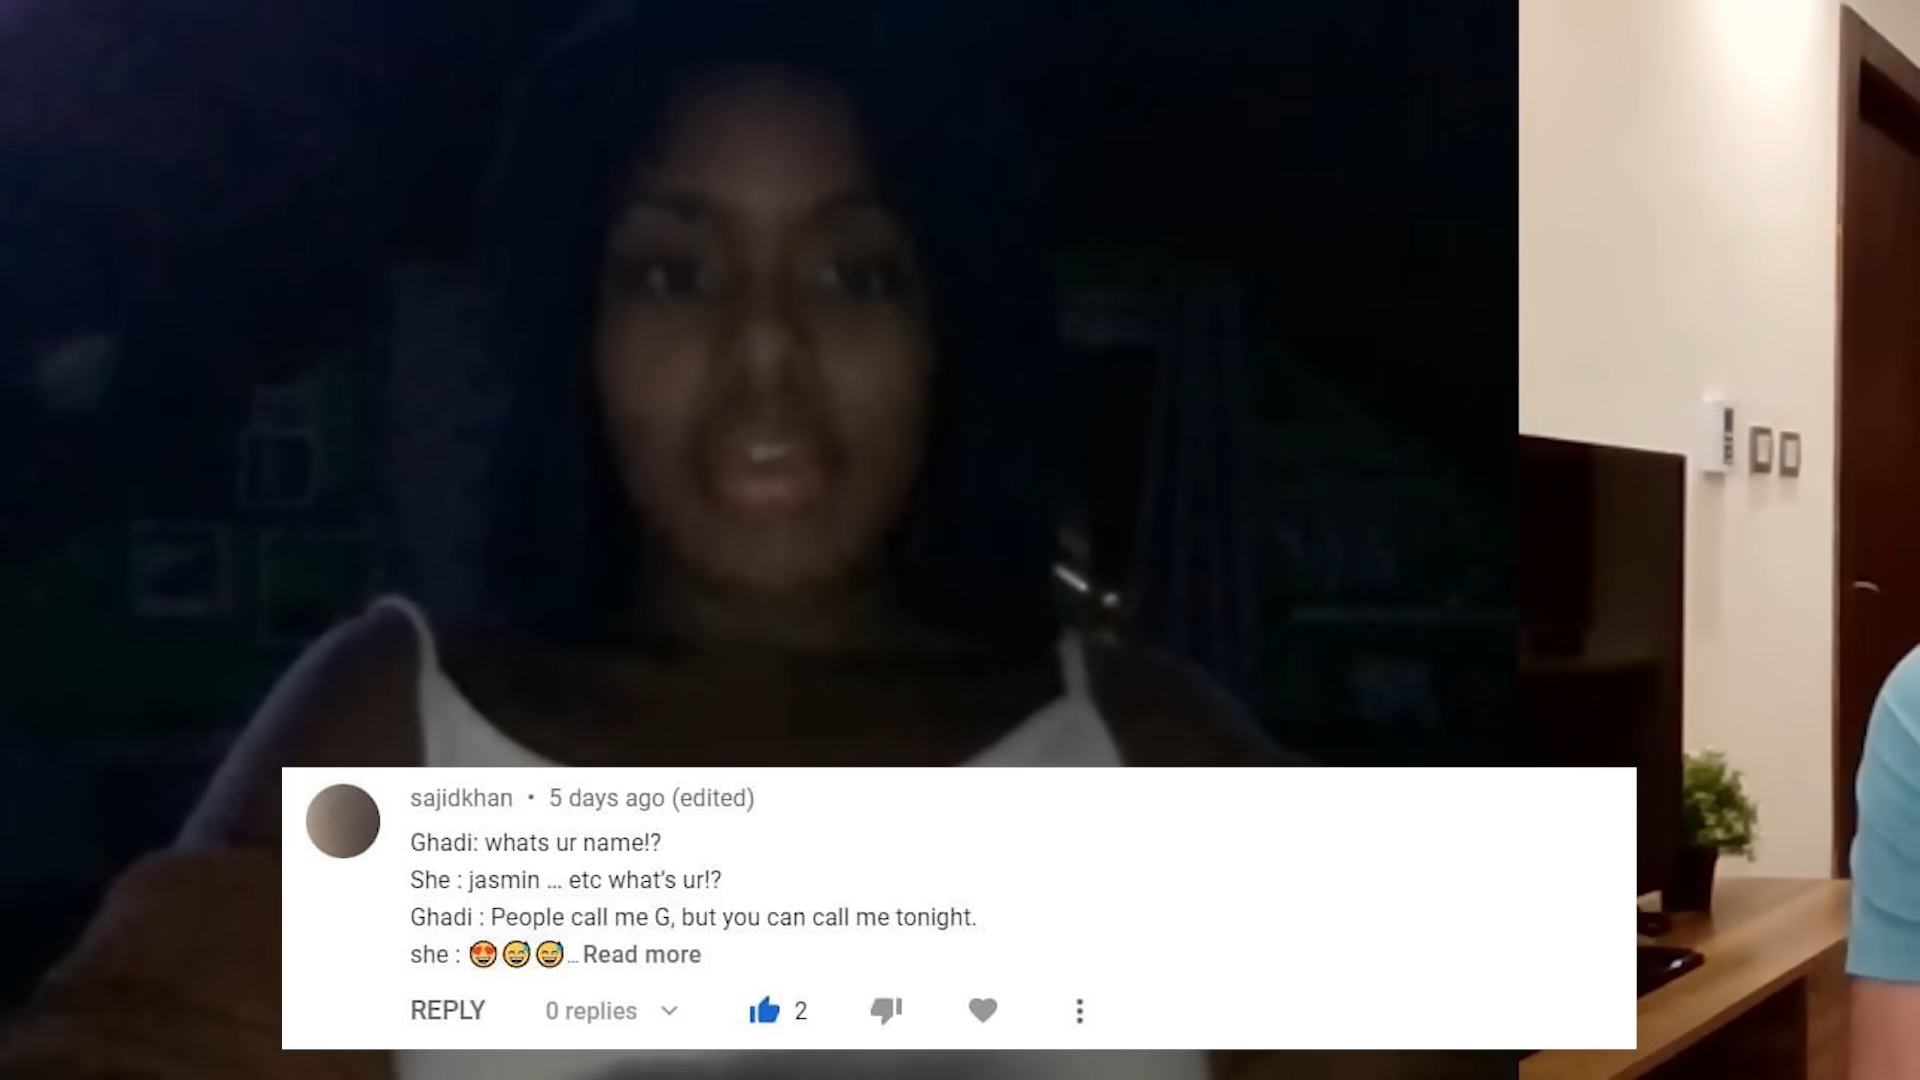 sajidkhan • 5 days ago (edited)
Ghadi: whats ur name!?
She : jasmin ... etc what's ur!?
Ghadi : People call me G, but you can call me tonight.
she : 😍😅😅... Read more
REPLY 0 replies 2